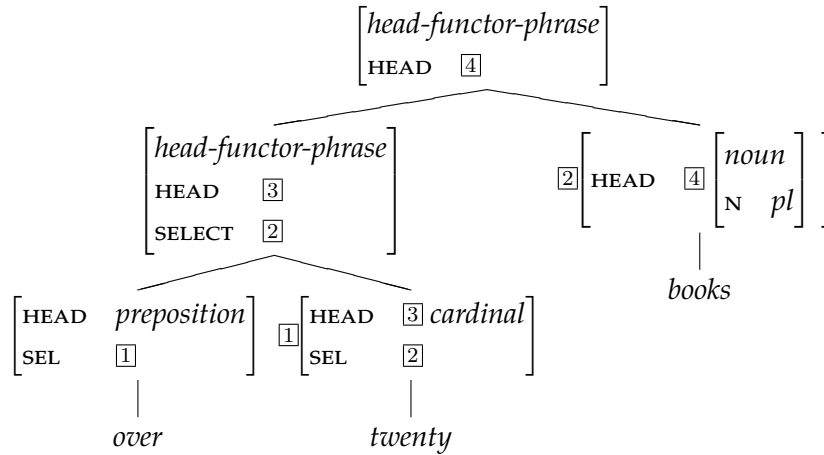 head-functor-phrase
HEAD 4
head-functor-phrase
HEAD 3
SELECT 2
2 HEAD 4 noun
N pl
books
HEAD preposition
SEL 1
1 HEAD 3 cardinal
SEL 2
over
twenty